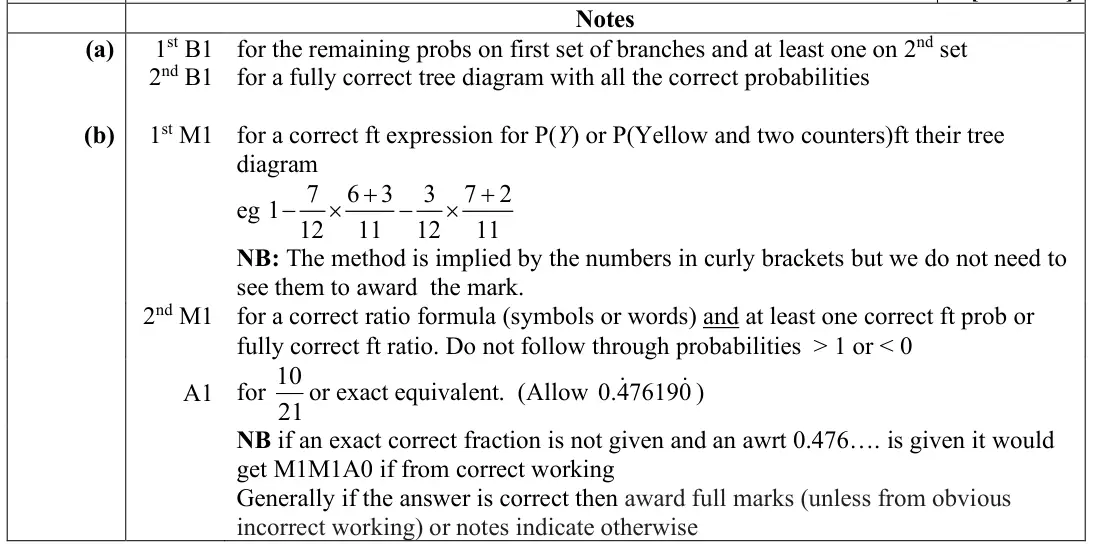 Notes
(a) 1st B1 for the remaining probs on first set of branches and at least one on 2nd set
2nd B1 for a fully correct tree diagram with all the correct probabilities
(b) 1st M1 for a correct ft expression for P(Y) or P(Yellow and two counters)ft their tree
diagram
eg 1 − 7/12 × 6+3/11 − 3/12 × 7+2/11
NB: The method is implied by the numbers in curly brackets but we do not need to
see them to award the mark.
2nd M1 for a correct ratio formula (symbols or words) and at least one correct ft prob or
fully correct ft ratio. Do not follow through probabilities > 1 or < 0
A1 for 10/21 or exact equivalent. (Allow 0.4̇76190̇ )
NB if an exact correct fraction is not given and an awrt 0.476…. is given it would
get M1M1A0 if from correct working
Generally if the answer is correct then award full marks (unless from obvious
incorrect working) or notes indicate otherwise